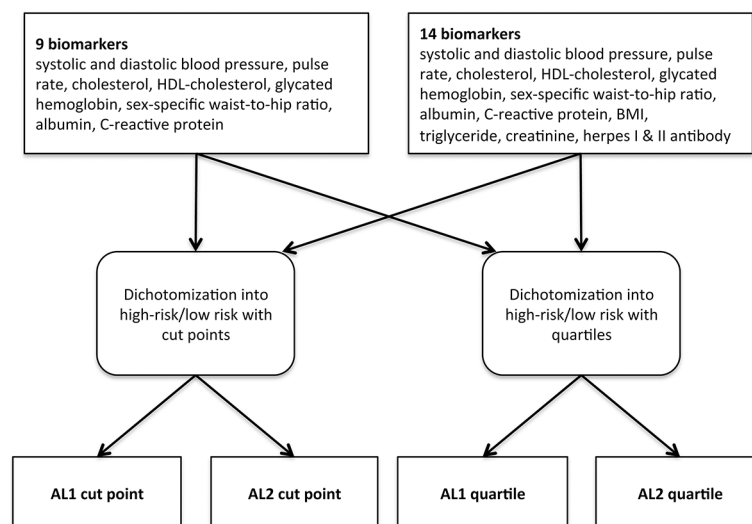 9 biomarkers
systolic and diastolic blood pressure, pulse
rate, cholesterol, HDL-cholesterol, glycated
hemoglobin, sex-specific waist-to-hip ratio,
albumin, C-reactive protein
14 biomarkers
systolic and diastolic blood pressure, pulse
rate, cholesterol, HDL-cholesterol, glycated
hemoglobin, sex-specific waist-to-hip ratio,
albumin, C-reactive protein, BMI,
triglyceride, creatinine, herpes I & II antibody
Dichotomization into
high-risk/low risk with
cut points
Dichotomization into
high-risk/low risk with
quartiles
AL1 cut point
AL2 cut point
AL1 quartile
AL2 quartile